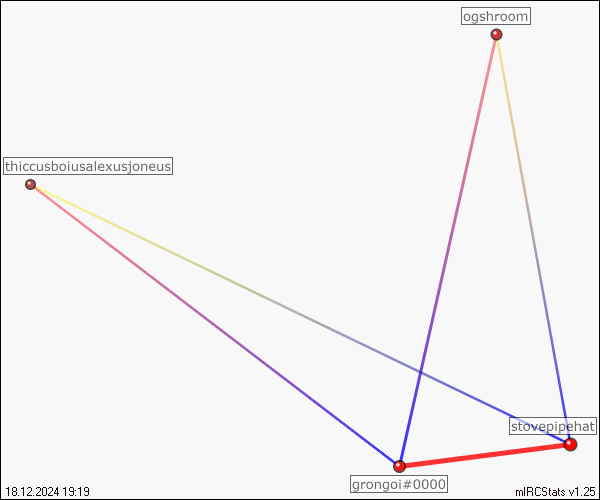 ogshroom
thiccusboiusalexusjoneus
stovepipehat
grongoi#0000
18.12.2024 19:19
mIRCStats v1.25